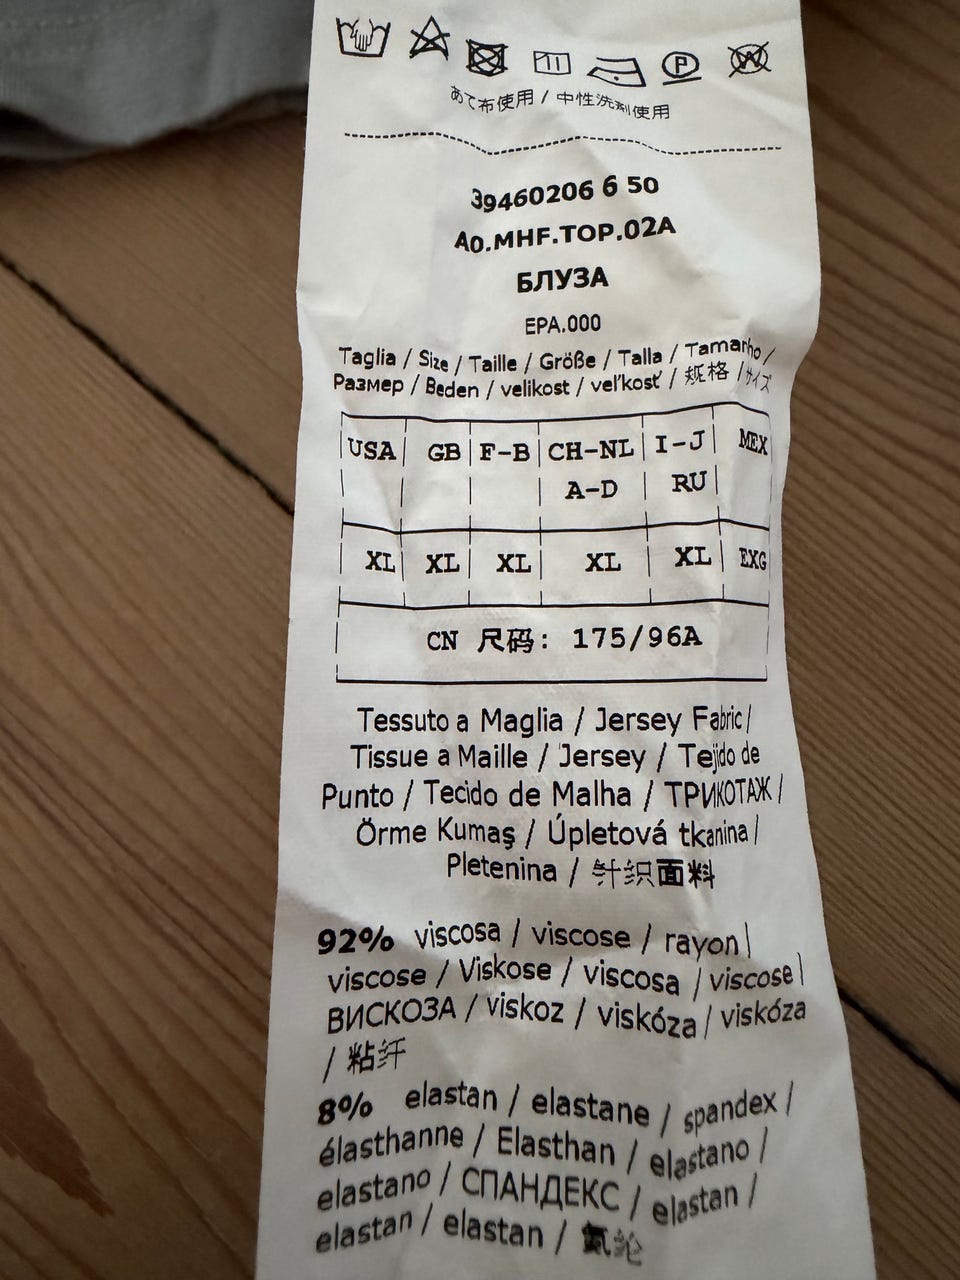 P W
あて布使用 / 中性洗剤使用
39460206 6 50
A0.MHF.TOP.02A
БЛУЗА
EPA.000
Taglia / Size / Taille / Größe / Talla / Tamanho /
Размер / Beden / velikost / veľkosť / 规格 / サイズ
USA GB F-B CH-NL I-J MEX
A-D RU
XL XL XL XL XL EXG
CN 尺码: 175/96A
Tessuto a Maglia / Jersey Fabric /
Tissue a Maille / Jersey / Tejido de
Punto / Tecido de Malha / ТРИКОТАЖ /
Örme Kumaş / Úpletová tkanina /
Pletenina / 针织面料
92% viscosa / viscose / rayon /
viscose / Viskose / viscosa / viscose /
ВИСКОЗА / viskoz / viskóza / viskóza
/ 粘纤
8% elastan / elastane / spandex /
élasthanne / Elasthan / elastano /
elastano / СПАНДЕКС / elastan /
elastan / elastan / 氨纶